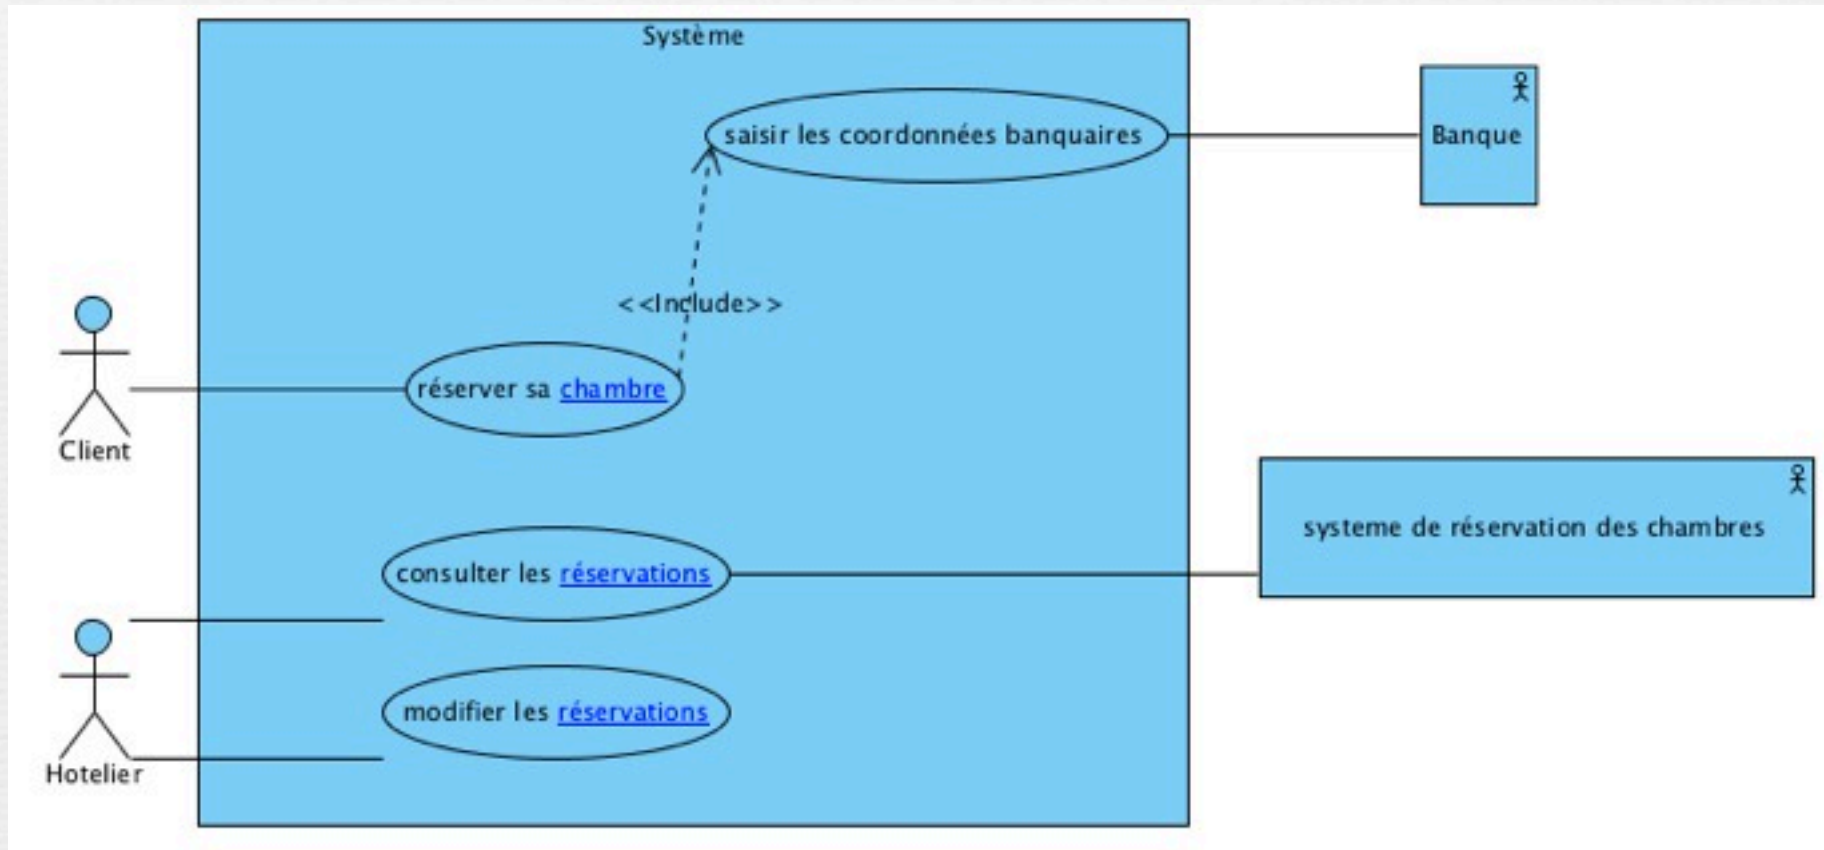 Système
saisir les coordonnées banquaires
Banque
<<Include>>
réserver sa chambre
Client
systeme de réservation des chambres
consulter les réservations
modifier les réservations
Hotelier